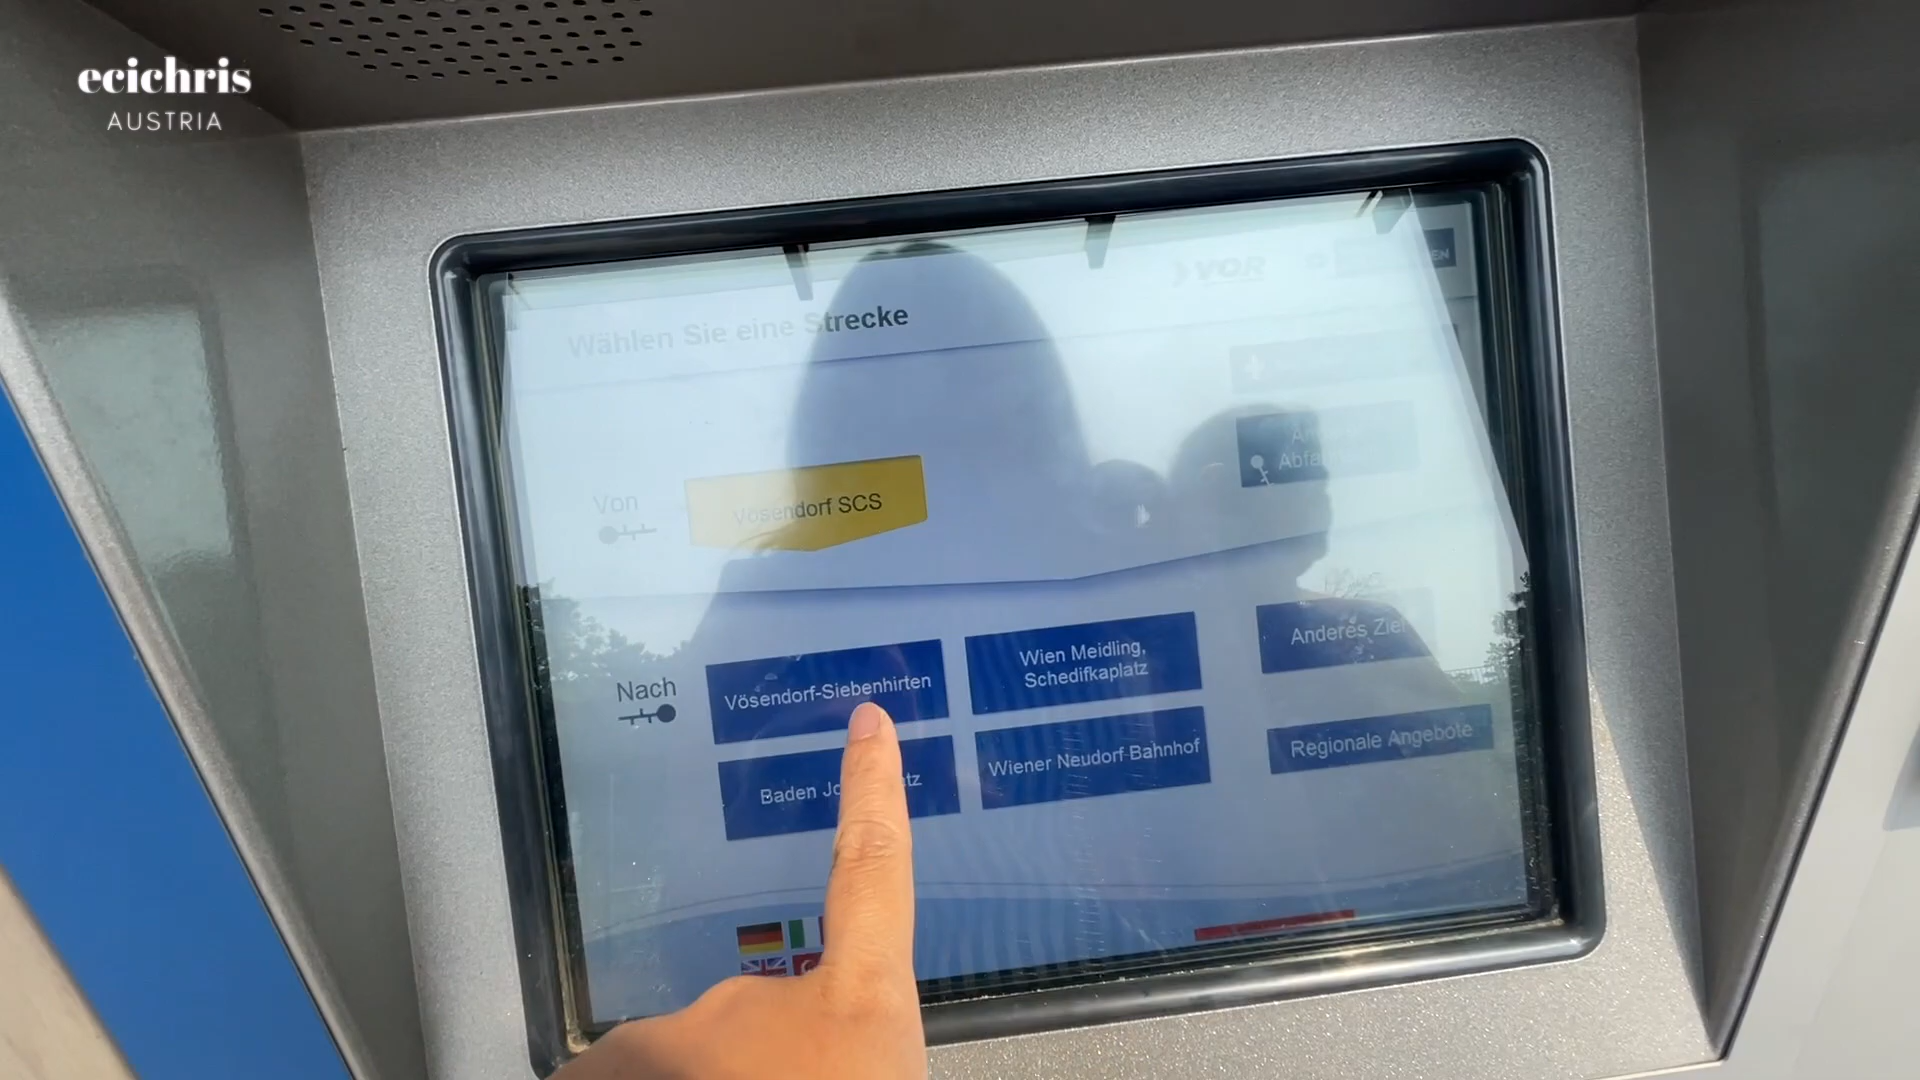 ecichris
AUSTRIA
VOR
Wählen Sie eine Strecke
Von
Vösendorf SCS
Nach
Vösendorf-Siebenhirten
Wien Meidling,
Schedifkaplatz
Anderes Ziel
Baden
Wiener Neudorf Bahnhof
Regionale Angebote